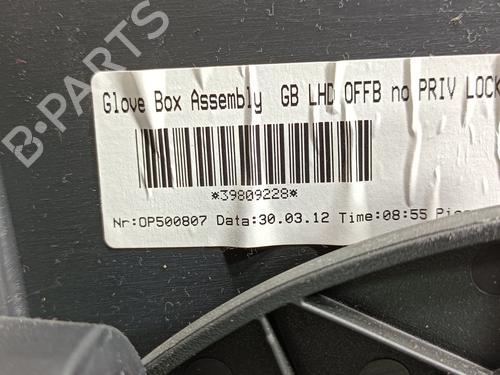 Glove Box Assembly GB LHD OFFB no PRIV LOCK
*39809228*
Nr:OP500807 Data:30.03.12 Time:08:55
B-PARTS